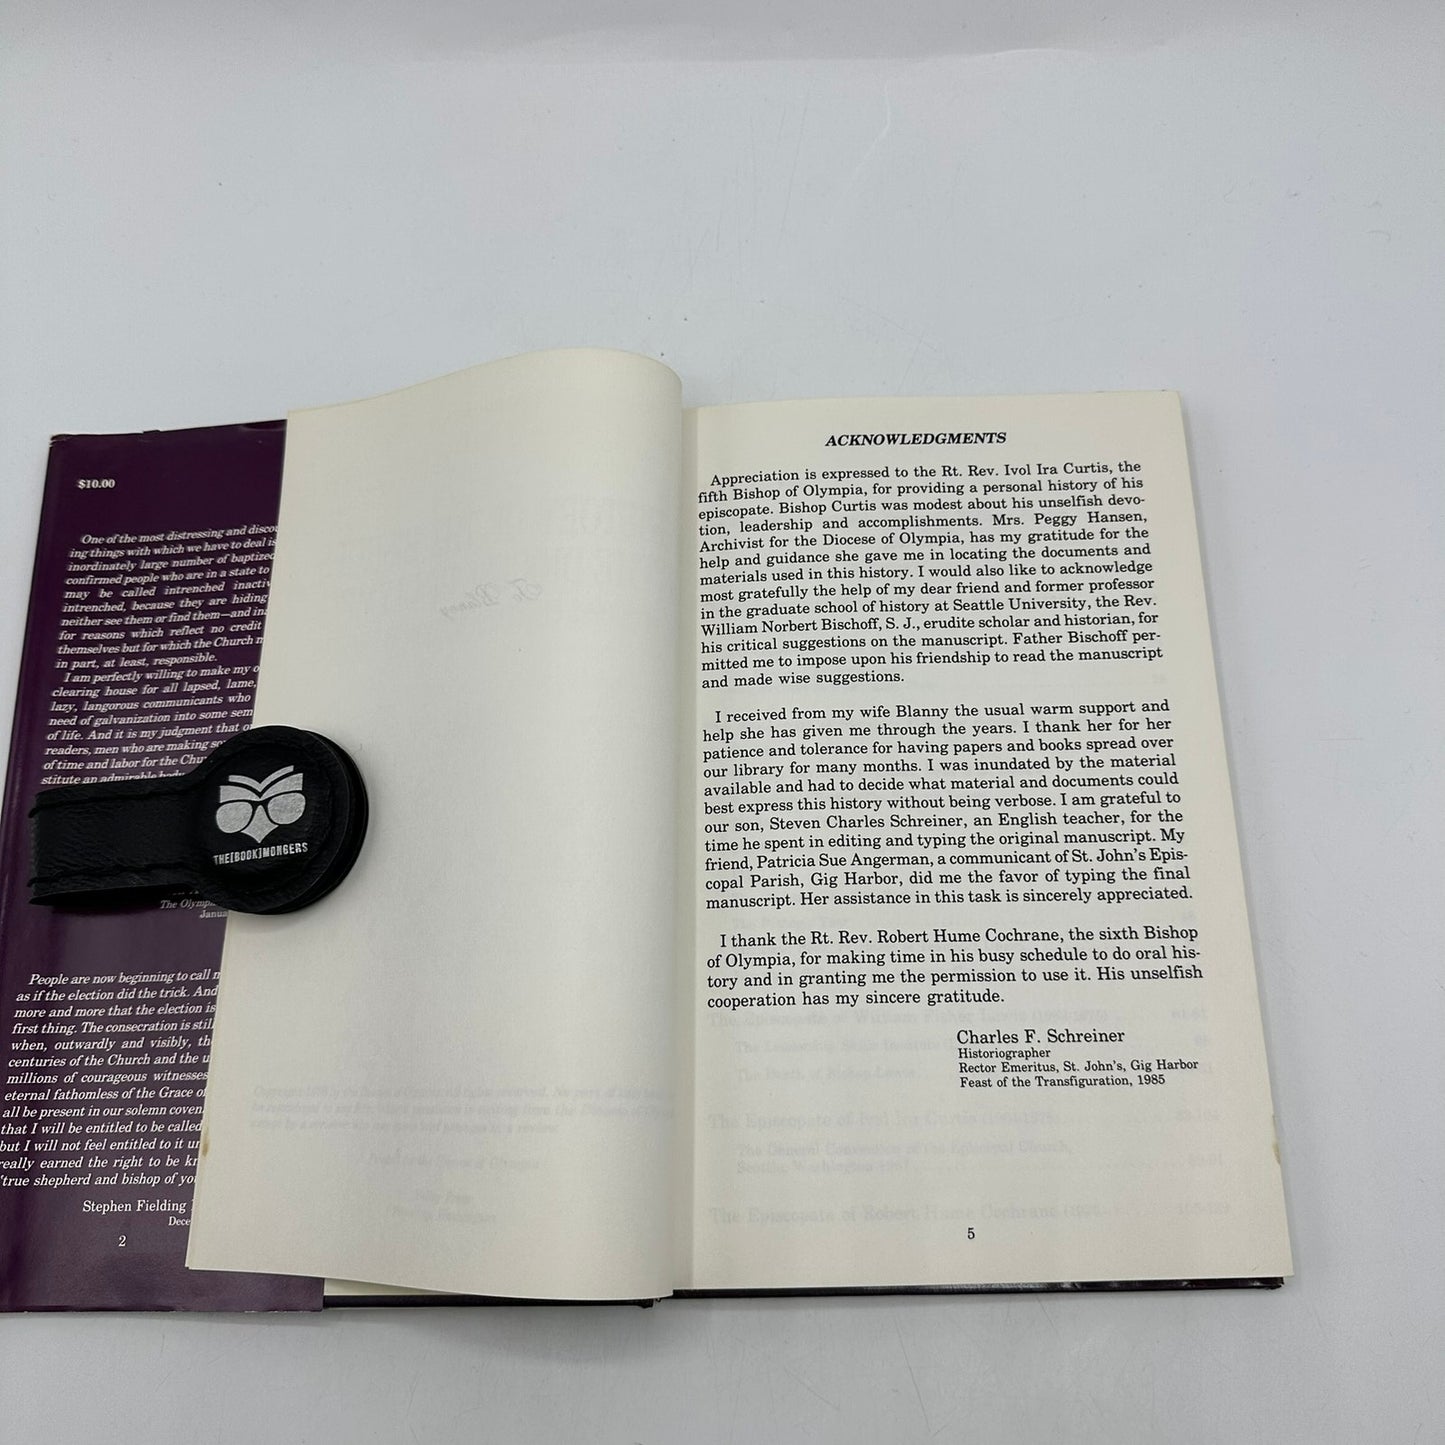 $10.00
One of the most distressing and
ing things with which we have to deal is
inordinately large number of baptized
confirmed people who are in a state to
may be called intrenched
intrenched, because they are hiding
neither see them or find them—and
for reasons which reflect no credit
themselves but for which the Church
in part, at least, responsible.
I am perfectly willing to make my
clearing house for all lapsed, lame,
lazy, langorous communicants who
need of galvanization into some
of life. And it is my judgment that
readers, men who are making
of time and labor for the
stitute an admirable body
THE[BOOK]MONGERS
The
People are now beginning to call
as if the election did the trick. And
more and more that the election is
first thing. The consecration is
when, outwardly and visibly,
centuries of the Church and the
millions of courageous witnesses
eternal fathomless of the Grace of
all be present in our solemn
that I will be entitled to be called
but I will not feel entitled to it
really earned the right to be
'true shepherd and bishop of
Stephen Fielding
2
To Blanny
ACKNOWLEDGMENTS
Appreciation is expressed to the Rt. Rev. Ivol Ira Curtis, the
fifth Bishop of Olympia, for providing a personal history of his
episcopate. Bishop Curtis was modest about his unselfish devo-
tion, leadership and accomplishments. Mrs. Peggy Hansen,
Archivist for the Diocese of Olympia, has my gratitude for the
help and guidance she gave me in locating the documents and
materials used in this history. I would also like to acknowledge
most gratefully the help of my dear friend and former professor
in the graduate school of history at Seattle University, the Rev.
William Norbert Bischoff, S. J., erudite scholar and historian, for
his critical suggestions on the manuscript. Father Bischoff per-
mitted me to impose upon his friendship to read the manuscript
and made wise suggestions.
I received from my wife Blanny the usual warm support and
help she has given me through the years. I thank her for her
patience and tolerance for having papers and books spread over
our library for many months. I was inundated by the material
available and had to decide what material and documents could
best express this history without being verbose. I am grateful to
our son, Steven Charles Schreiner, an English teacher, for the
time he spent in editing and typing the original manuscript. My
friend, Patricia Sue Angerman, a communicant of St. John's Epis-
copal Parish, Gig Harbor, did me the favor of typing the final
manuscript. Her assistance in this task is sincerely appreciated.
I thank the Rt. Rev. Robert Hume Cochrane, the sixth Bishop
of Olympia, for making time in his busy schedule to do oral his-
tory and in granting me the permission to use it. His unselfish
cooperation has my sincere gratitude.
Charles F. Schreiner
Historiographer
Rector Emeritus, St. John's, Gig Harbor
Feast of the Transfiguration, 1985
5